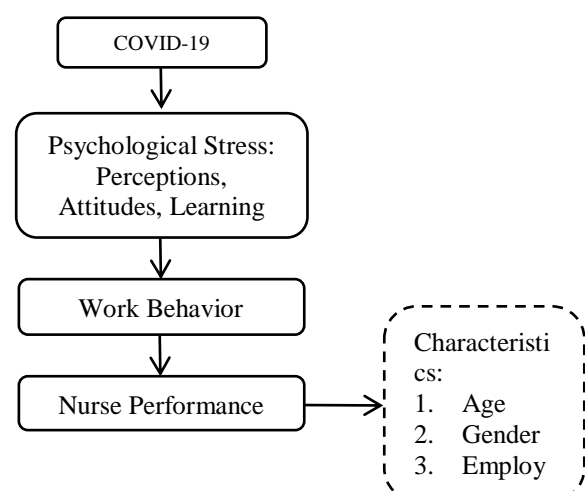 COVID-19
Psychological Stress:
Perceptions,
Attitudes, Learning
Work Behavior
Nurse Performance
Characteristi
cs:
1. Age
2. Gender
3. Employ